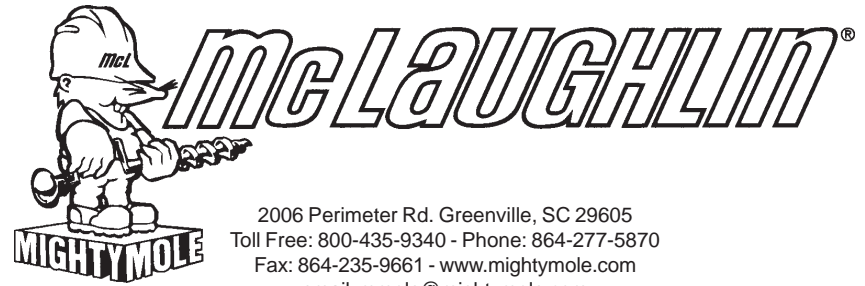 McL
McLaughlin®
MIGHTYMOLE
2006 Perimeter Rd. Greenville, SC 29605
Toll Free: 800-435-9340 - Phone: 864-277-5870
Fax: 864-235-9661 - www.mightymole.com